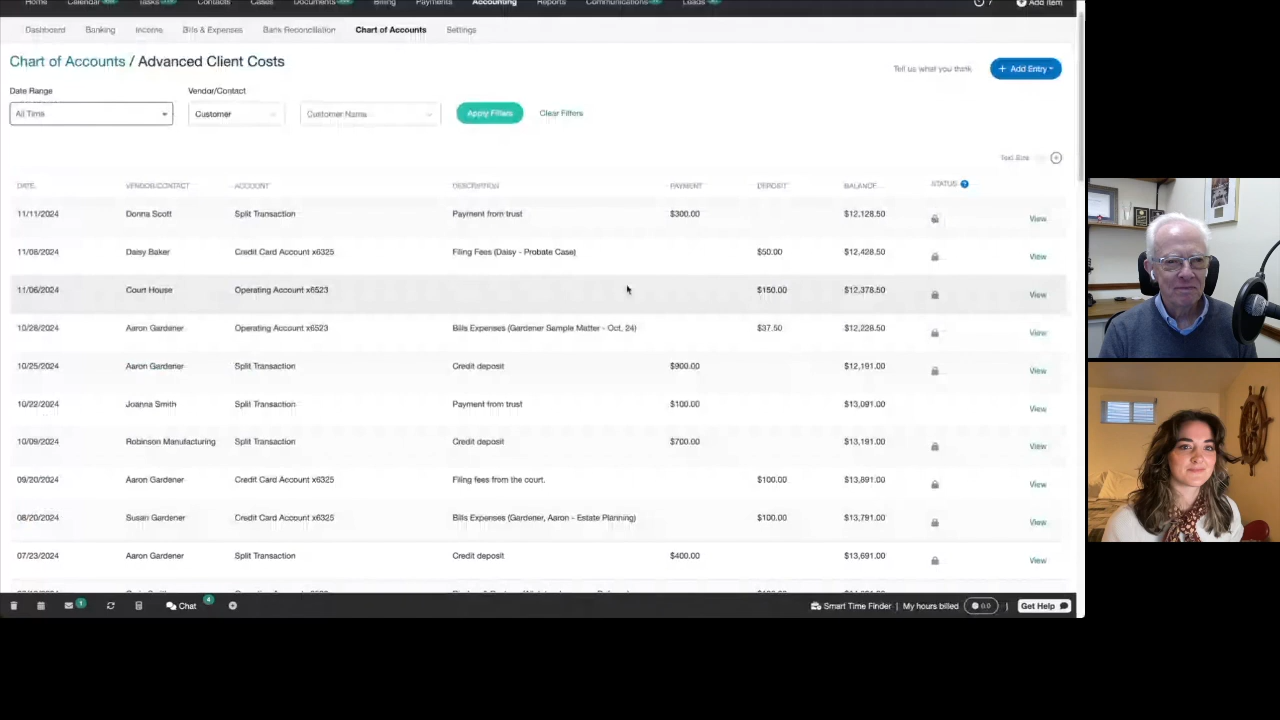 Home Calendar Tasks Contacts Cases Documents Billing Payments Accounting Reports Communications Leads 7 Add Item
Dashboard Banking Income Bills & Expenses Bank Reconciliation Chart of Accounts Settings
Chart of Accounts / Advanced Client Costs
Tell us what you think + Add Entry
Date Range Vendor/Contact
All Time Customer Customer Name Apply Filters Clear Filters
Text Size
DATE VENDOR/CONTACT ACCOUNT DESCRIPTION PAYMENT DEPOSIT BALANCE STATUS ?
11/11/2024 Donna Scott Split Transaction Payment from trust $300.00 $12,128.50 View
11/08/2024 Daisy Baker Credit Card Account x6325 Filing Fees (Daisy - Probate Case) $50.00 $12,428.50 View
11/06/2024 Court House Operating Account x6523 $150.00 $12,378.50 View
10/28/2024 Aaron Gardener Operating Account x6523 Bills Expenses (Gardener Sample Matter - Oct, 24) $37.50 $12,228.50 View
10/25/2024 Aaron Gardener Split Transaction Credit deposit $900.00 $12,191.00 View
10/22/2024 Joanna Smith Split Transaction Payment from trust $100.00 $13,091.00 View
10/09/2024 Robinson Manufacturing Split Transaction Credit deposit $700.00 $13,191.00 View
09/20/2024 Aaron Gardener Credit Card Account x6325 Filing fees from the court. $100.00 $13,891.00 View
08/20/2024 Susan Gardener Credit Card Account x6325 Bills Expenses (Gardener, Aaron - Estate Planning) $100.00 $13,791.00 View
07/23/2024 Aaron Gardener Split Transaction Credit deposit $400.00 $13,691.00 View
1 Chat 4 Smart Time Finder | My hours billed 0.0 | Get Help